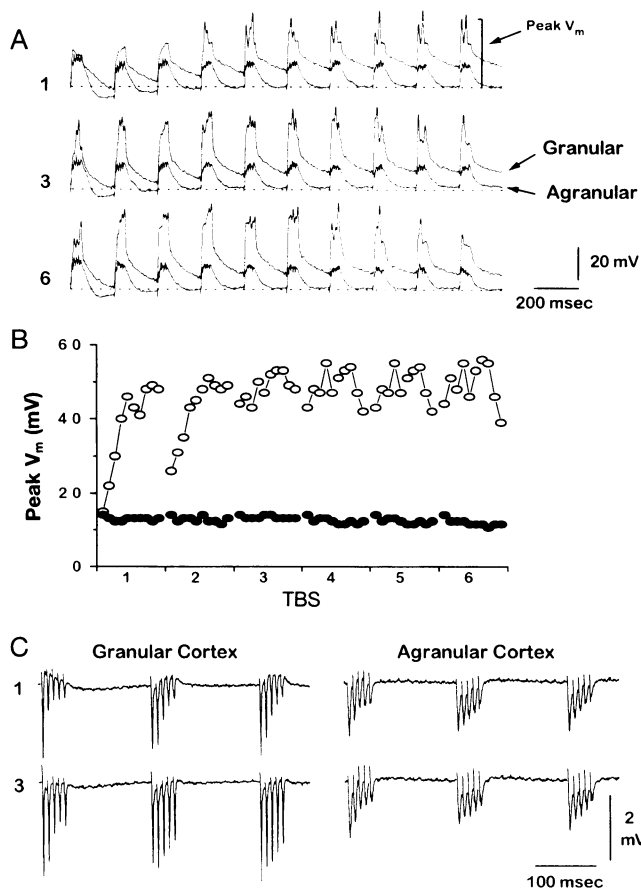 A
Peak Vm
1
3
Granular
Agranular
6
20 mV
200 msec
B
60
40
20
0
Peak Vm (mV)
1 2 3 4 5 6
TBS
C
Granular Cortex Agranular Cortex
1
3
2
mV
100 msec